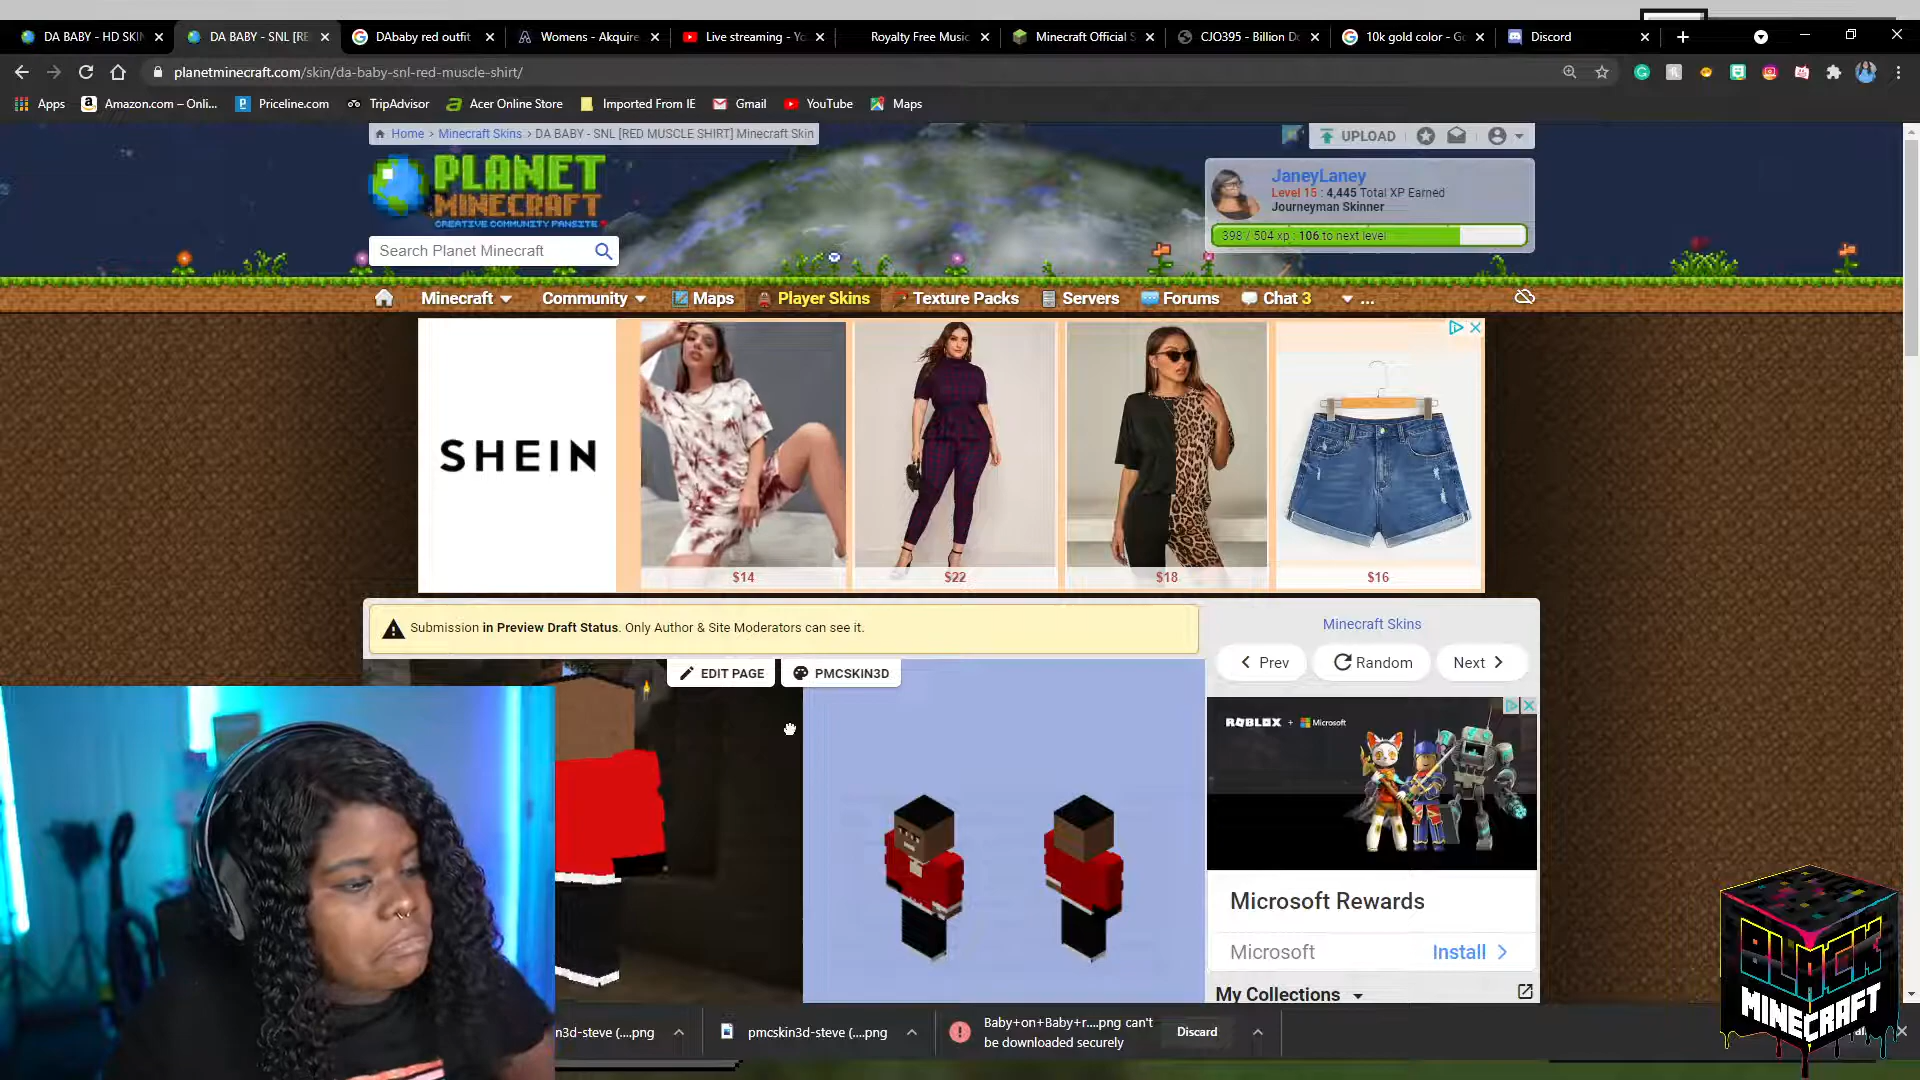 DA BABY - HD SKIN
DA BABY - SNL [RE
DAbaby red outfit
Womens - Akquire
Live streaming - Yo
Royalty Free Music
Minecraft Official S
CJO395 - Billion Do
10k gold color - Go
Discord
planetminecraft.com/skin/da-baby-snl-red-muscle-shirt/
Apps
Amazon.com – Onli...
Priceline.com
TripAdvisor
Acer Online Store
Imported From IE
Gmail
YouTube
Maps
Home > Minecraft Skins > DA BABY - SNL [RED MUSCLE SHIRT] Minecraft Skin
UPLOAD
PLANET
MINECRAFT
CREATIVE COMMUNITY FANSITE
JaneyLaney
Level 15 : 4,445 Total XP Earned
Journeyman Skinner
398 / 504 xp : 106 to next level
Search Planet Minecraft
Minecraft
Community
Maps
Player Skins
Texture Packs
Servers
Forums
Chat 3
...
SHEIN
$14
$22
$18
$16
Submission in Preview Draft Status. Only Author & Site Moderators can see it.
EDIT PAGE
PMCSKIN3D
Minecraft Skins
Prev
Random
Next
ROBLOX + Microsoft
Microsoft Rewards
Microsoft
Install
My Collections
n3d-steve (....png
pmcskin3d-steve (....png
Baby+on+Baby+r....png can't
be downloaded securely
Discard
BLACK
MINECRAFT